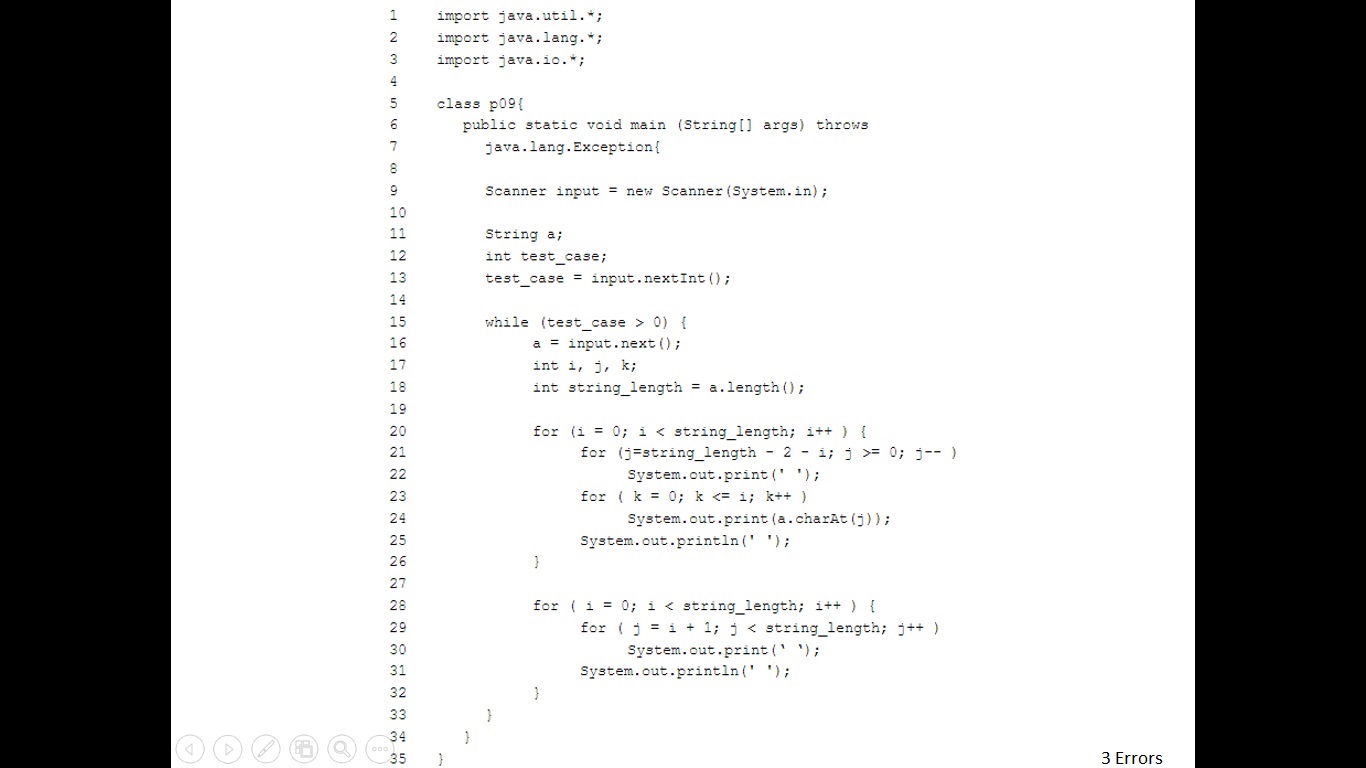 1 import java.util.*;
2 import java.lang.*;
3 import java.io.*;
4
5 class p09{
6 public static void main (String[] args) throws
7 java.lang.Exception{
8
9 Scanner input = new Scanner(System.in);
10
11 String a;
12 int test_case;
13 test_case = input.nextInt();
14
15 while (test_case > 0) {
16 a = input.next();
17 int i, j, k;
18 int string_length = a.length();
19
20 for (i = 0; i < string_length; i++ ) {
21 for (j=string_length - 2 - i; j >= 0; j-- )
22 System.out.print(' ');
23 for ( k = 0; k <= i; k++ )
24 System.out.print(a.charAt(j));
25 System.out.println(' ');
26 }
27
28 for ( i = 0; i < string_length; i++ ) {
29 for ( j = i + 1; j < string_length; j++ )
30 System.out.print(‛ ‛);
31 System.out.println(' ');
32 }
33 }
34 }
35 }
3 Errors